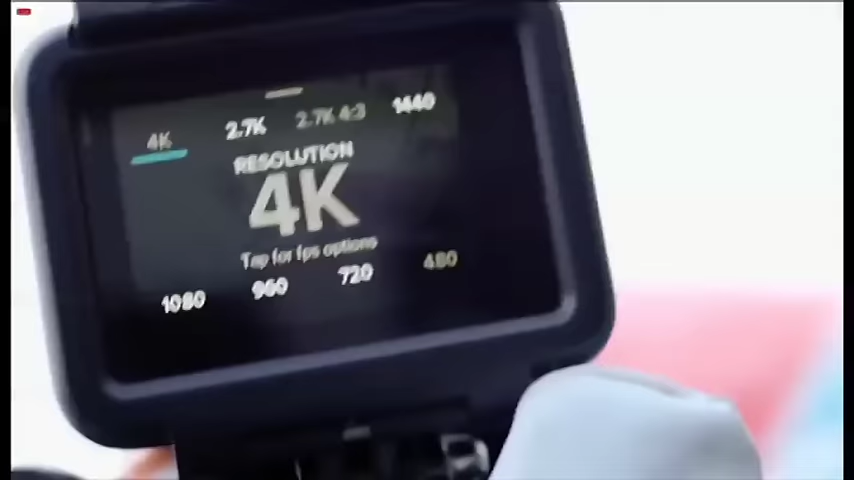 4K 2.7K 2.7K 4:3 1440
RESOLUTION
4K
Tap for fps options
1080 960 720 480